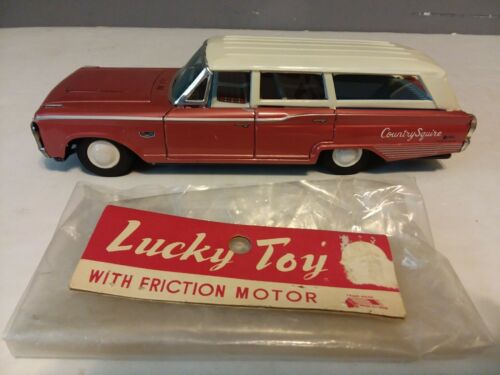 Country Squire
Lucky Toy
WITH FRICTION MOTOR